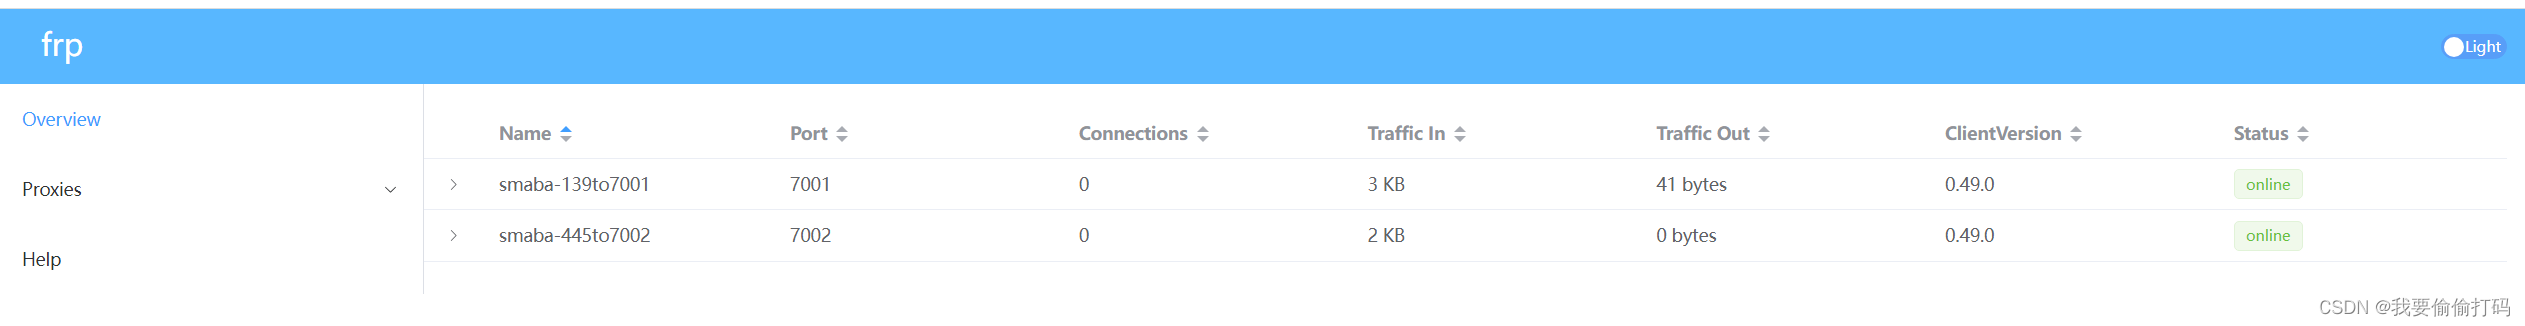 frp
Light
Overview
Proxies
Help
Name Port Connections Traffic In Traffic Out ClientVersion Status
smaba-139to7001 7001 0 3 KB 41 bytes 0.49.0 online
smaba-445to7002 7002 0 2 KB 0 bytes 0.49.0 online
CSDN @我要偷偷打码